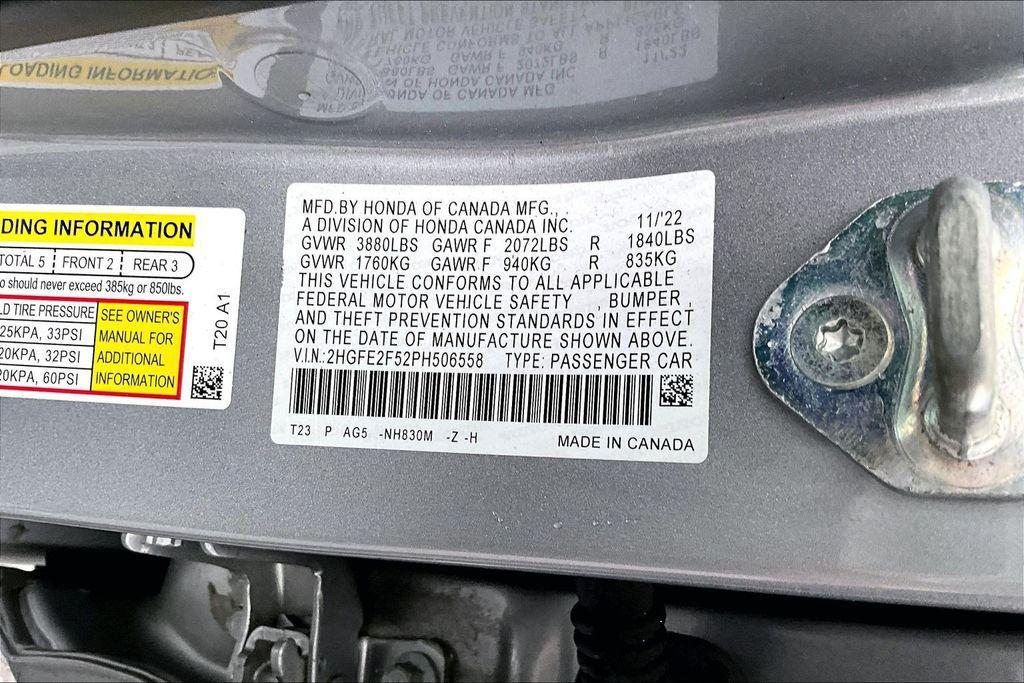 DING INFORMATION
TOTAL 5 FRONT 2 REAR 3
o should never exceed 385kg or 850lbs.
LD TIRE PRESSURE
25KPA, 33PSI
20KPA, 32PSI
20KPA, 60PSI
SEE OWNER'S
MANUAL FOR
ADDITIONAL
INFORMATION
T20 A1
MFD.BY HONDA OF CANADA MFG.,
A DIVISION OF HONDA CANADA INC. 11/'22
GVWR 3880LBS GAWR F 2072LBS R 1840LBS
GVWR 1760KG GAWR F 940KG R 835KG
THIS VEHICLE CONFORMS TO ALL APPLICABLE
FEDERAL MOTOR VEHICLE SAFETY , BUMPER ,
AND THEFT PREVENTION STANDARDS IN EFFECT
ON THE DATE OF MANUFACTURE SHOWN ABOVE.
V.I.N.:2HGFE2F52PH506558 TYPE: PASSENGER CAR
T23 P AG5 -NH830M -Z -H MADE IN CANADA